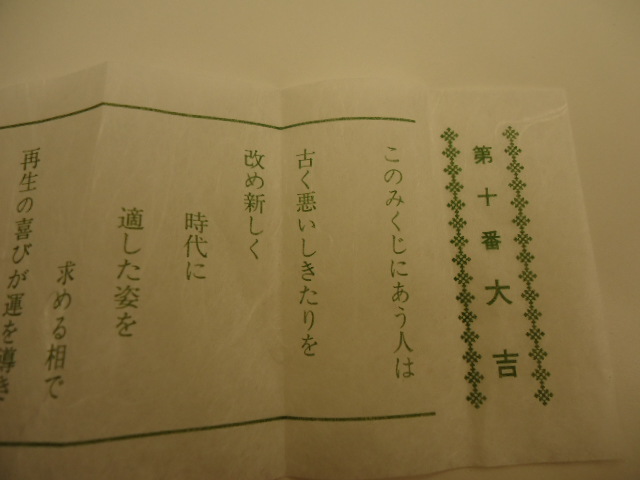 第十番大吉
このみくじにあう人は
古く悪いしきたりを
改め新しく
時代に
適した姿を
求める相で
再生の喜びが運を導き